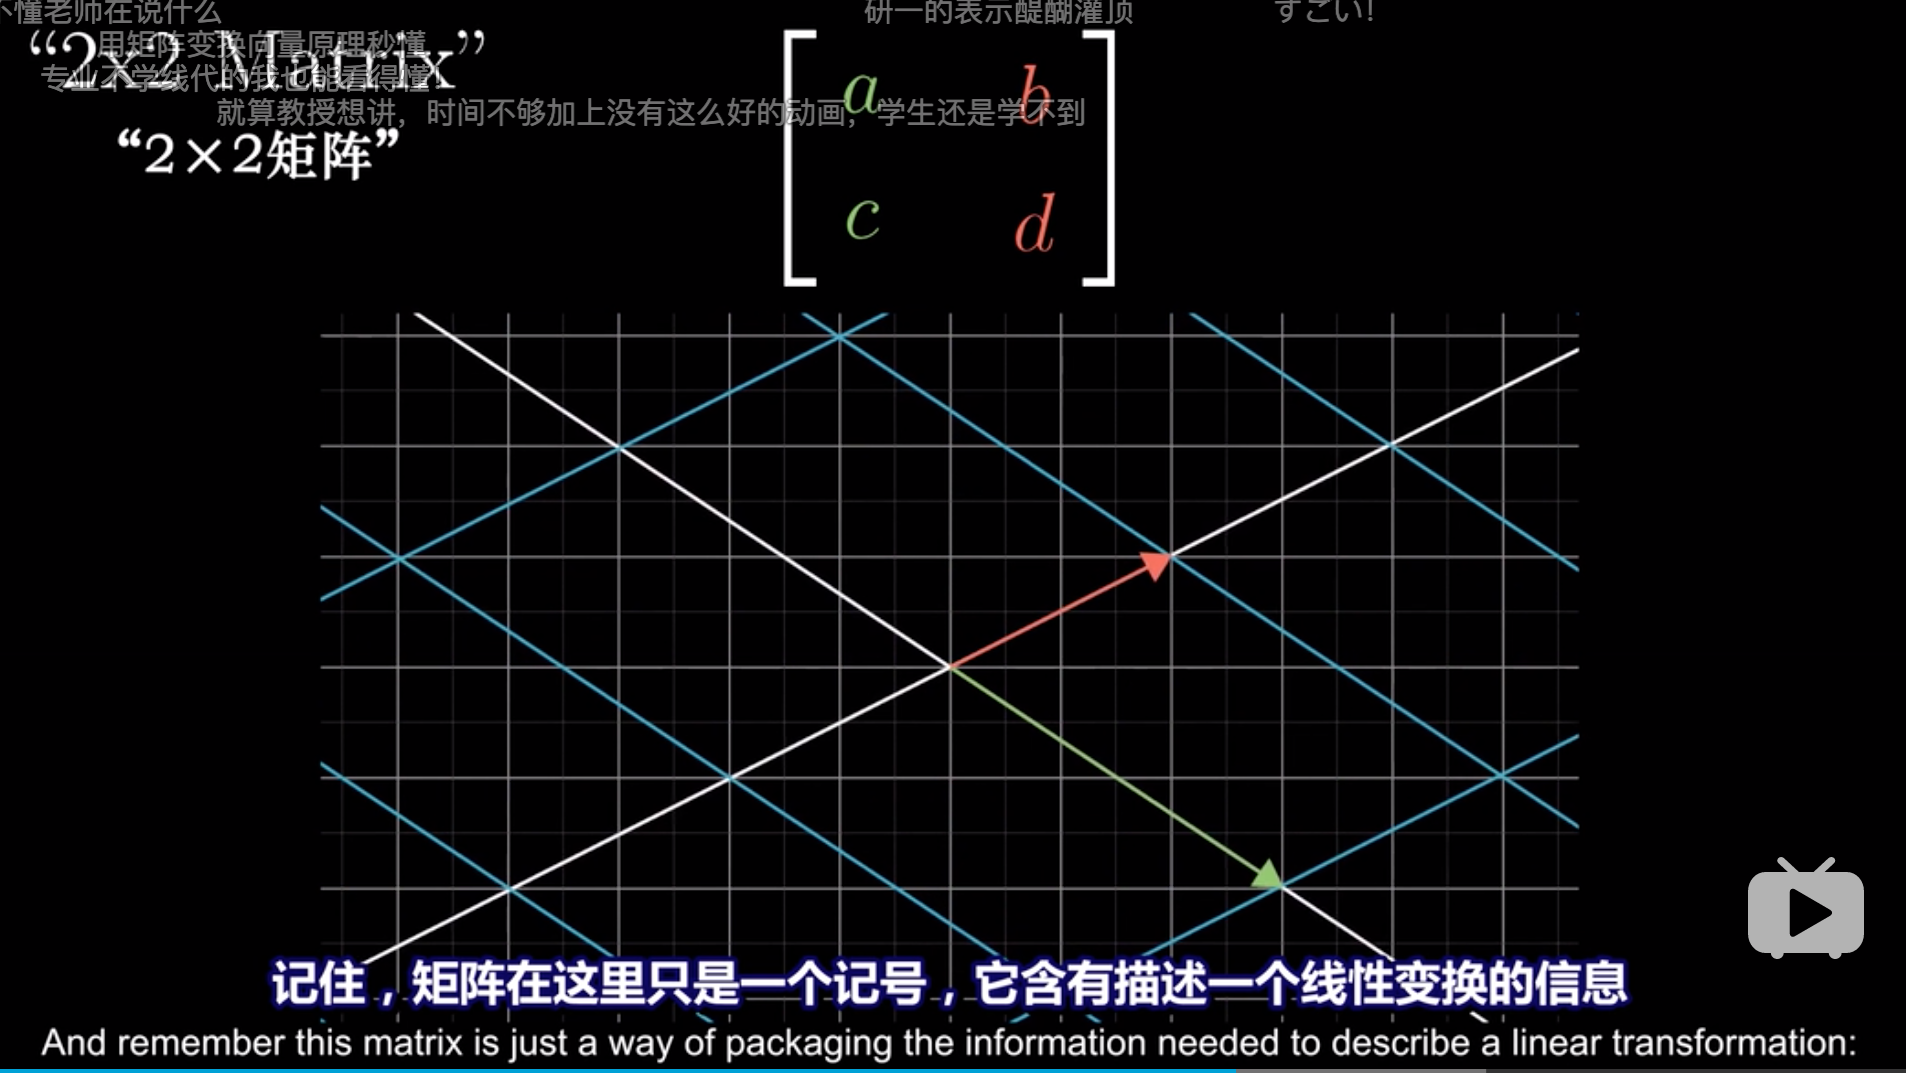 不懂老师在说什么
研一的表示醍醐灌顶
すごい！
“2x2 Matrix”
用矩阵变换向量原理秒懂
专业不学线代的我也能看得懂！
就算教授想讲，时间不够加上没有这么好的动画，学生还是学不到
“2×2矩阵”
a b
c d
记住，矩阵在这里只是一个记号，它含有描述一个线性变换的信息
And remember this matrix is just a way of packaging the information needed to describe a linear transformation: